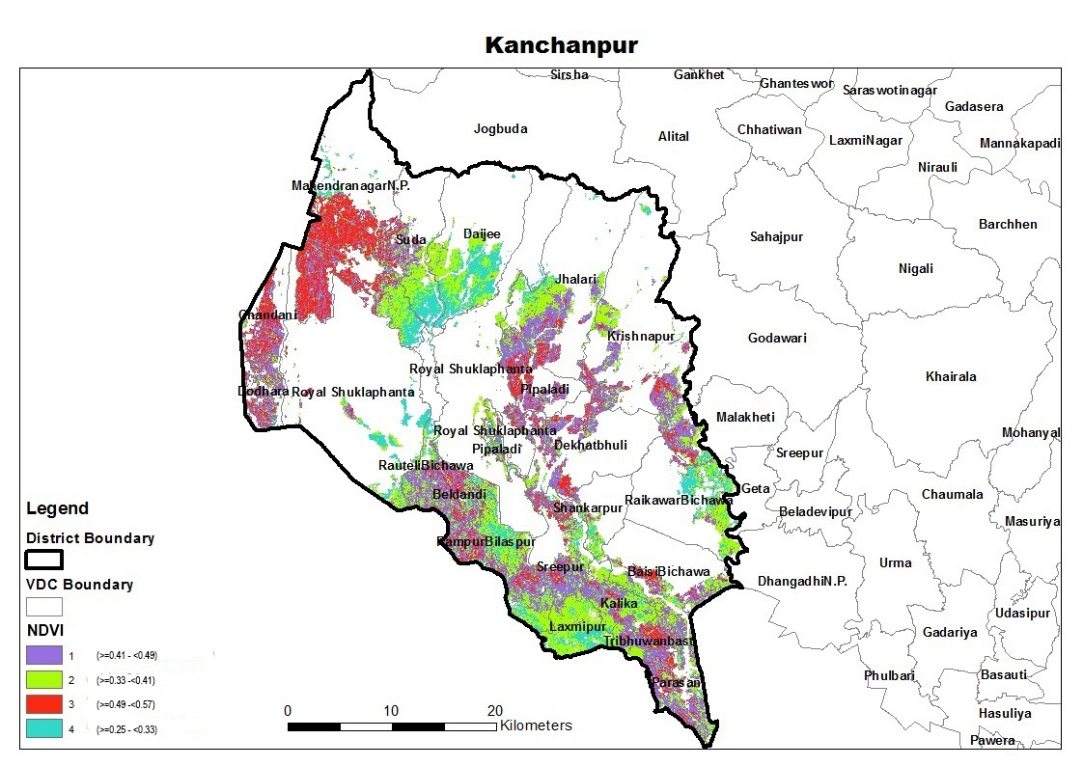 Kanchanpur
Sirsha
Gankhet
Ghanteswor
Saraswotinagar
Gadasera
Jogbuda
Alital
Chhatiwan
LaxmiNagar
Mannakapadi
Nirauli
MahendranagarN.P.
Barchhen
Suda
Daijee
Sahajpur
Nigali
Jhalari
Chandani
Krishnapur
Godawari
Royal Shuklaphanta
Khairala
Dodhara
Royal Shuklaphanta
Pipaladi
Malakheti
Royal Shuklaphanta
Mohanyal
Pipaladi
Dekhatbhuli
Sreepur
RauteliBichawa
Geta
Beldandi
RaikawarBichawa
Chaumala
Shankarpur
Beladevipur
Masuriya
RampurBilaspur
Sreepur
BaisiBichawa
Urma
DhangadhiN.P.
Kalika
Laxmipur
Udasipur
Tribhuwanbasti
Gadariya
Parasan
Phulbari
Basauti
Hasuliya
Pawera
Legend
District Boundary
VDC Boundary
NDVI
1 (>=0.41 - <0.49)
2 (>=0.33 -<0.41)
3 (>=0.49 -<0.57)
4 (>=0.25 - <0.33)
0 10 20
Kilometers